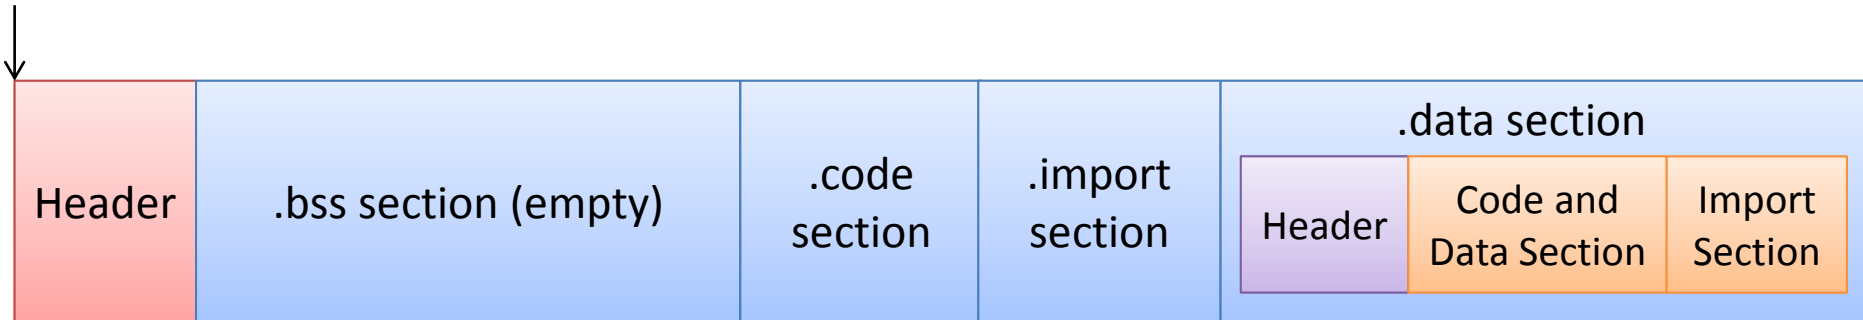 Header
.bss section (empty)
.code
section
.import
section
.data section
Header
Code and
Data Section
Import
Section